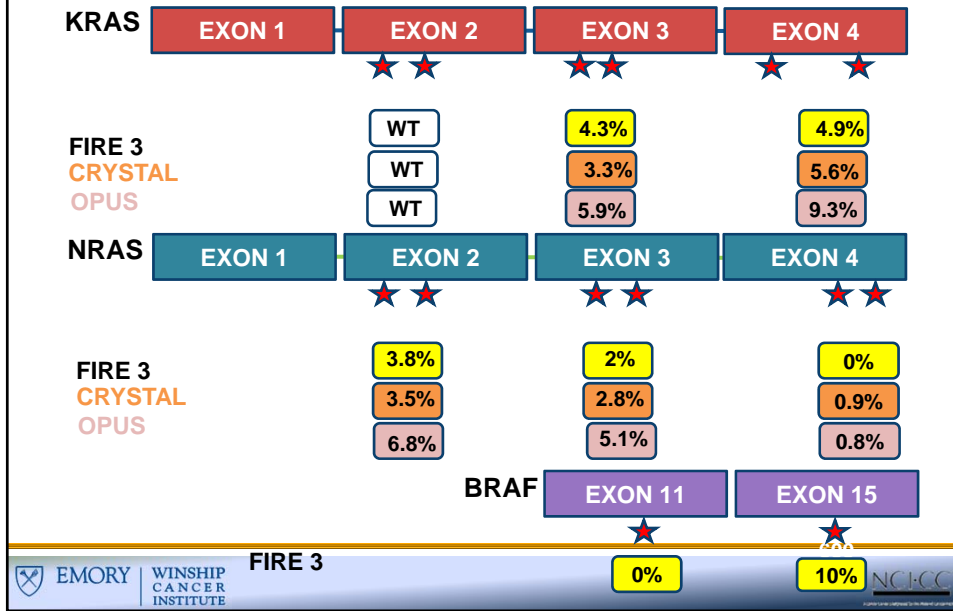 KRAS EXON 1 EXON 2 EXON 3 EXON 4
WT 4.3% 4.9%
FIRE 3
CRYSTAL WT 3.3% 5.6%
OPUS WT 5.9% 9.3%
NRAS EXON 1 EXON 2 EXON 3 EXON 4
3.8% 2% 0%
FIRE 3
CRYSTAL 3.5% 2.8% 0.9%
OPUS 6.8% 5.1% 0.8%
BRAF EXON 11 EXON 15
FIRE 3 0% 10%
EMORY WINSHIP
CANCER
INSTITUTE
NCI-CC